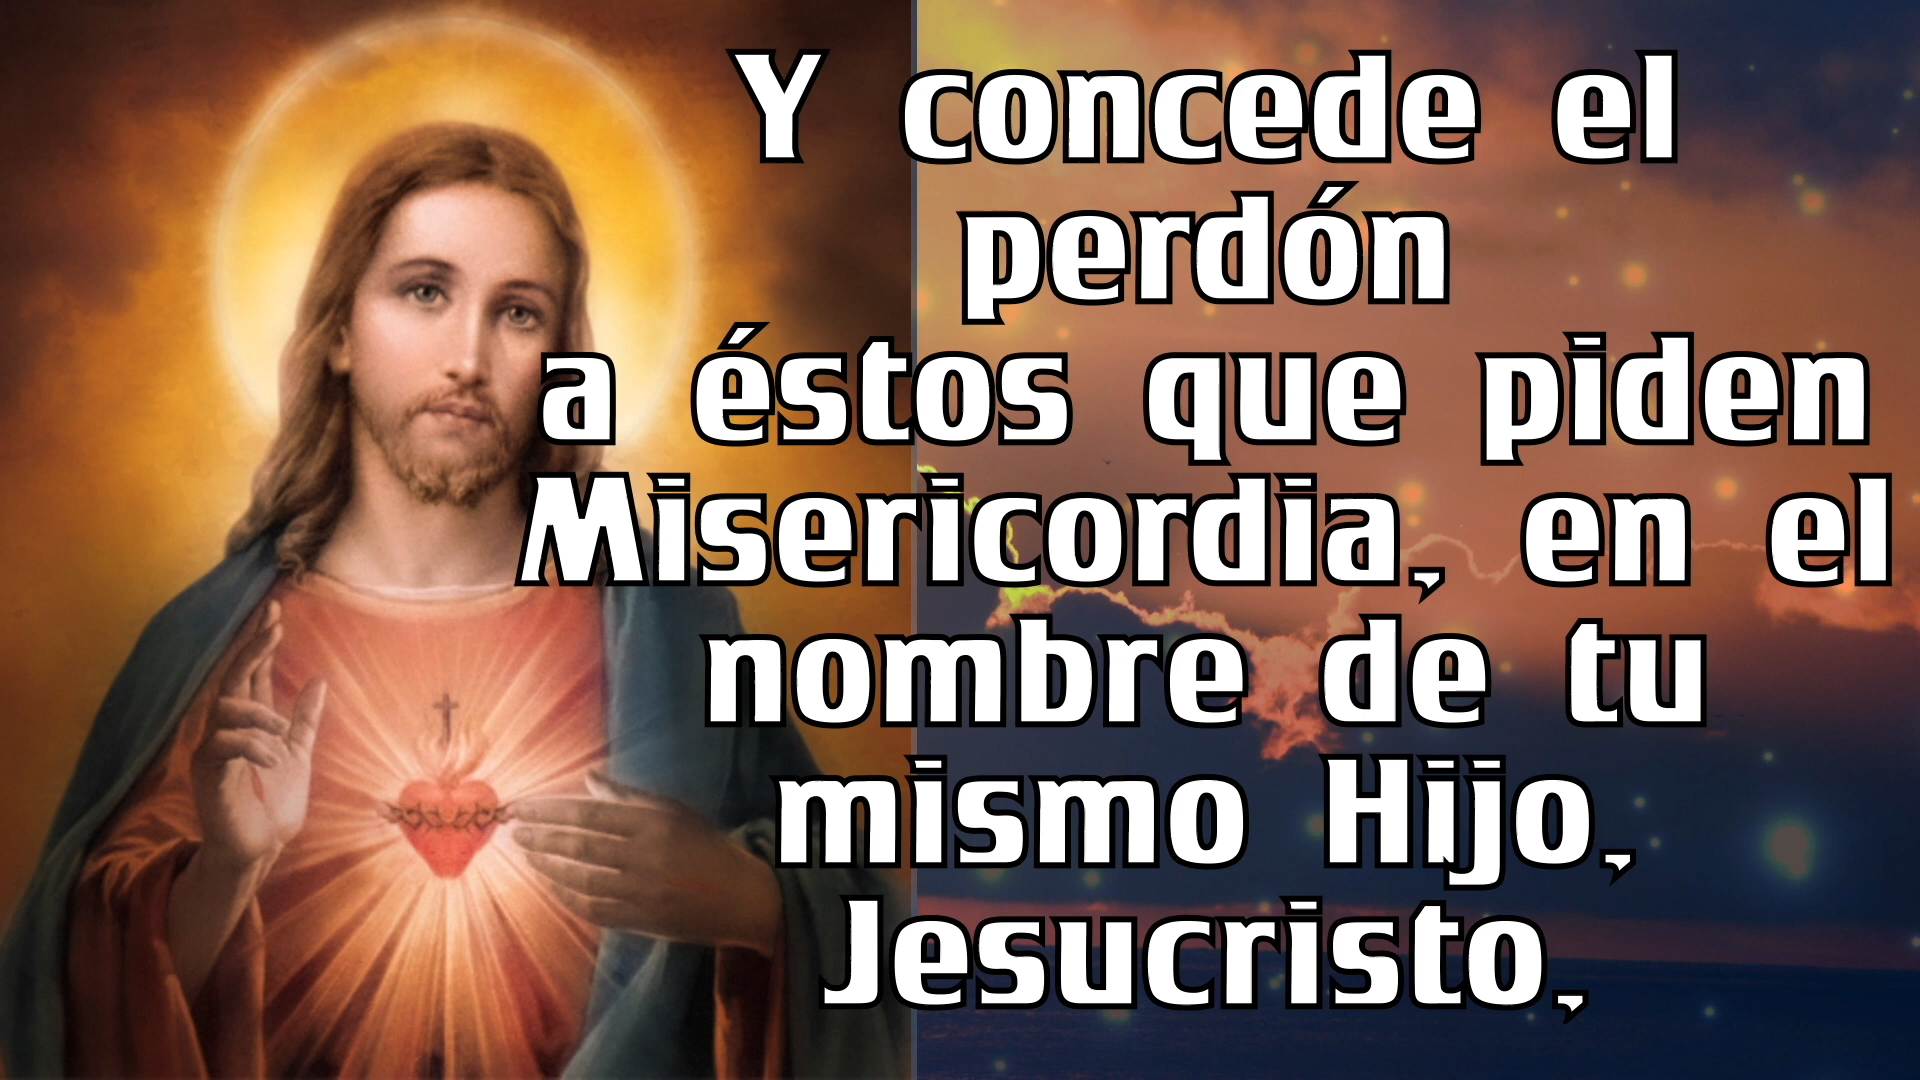 Y concede el
perdón
a éstos que piden
Misericordia, en el
nombre de tu
mismo Hijo,
Jesucristo,